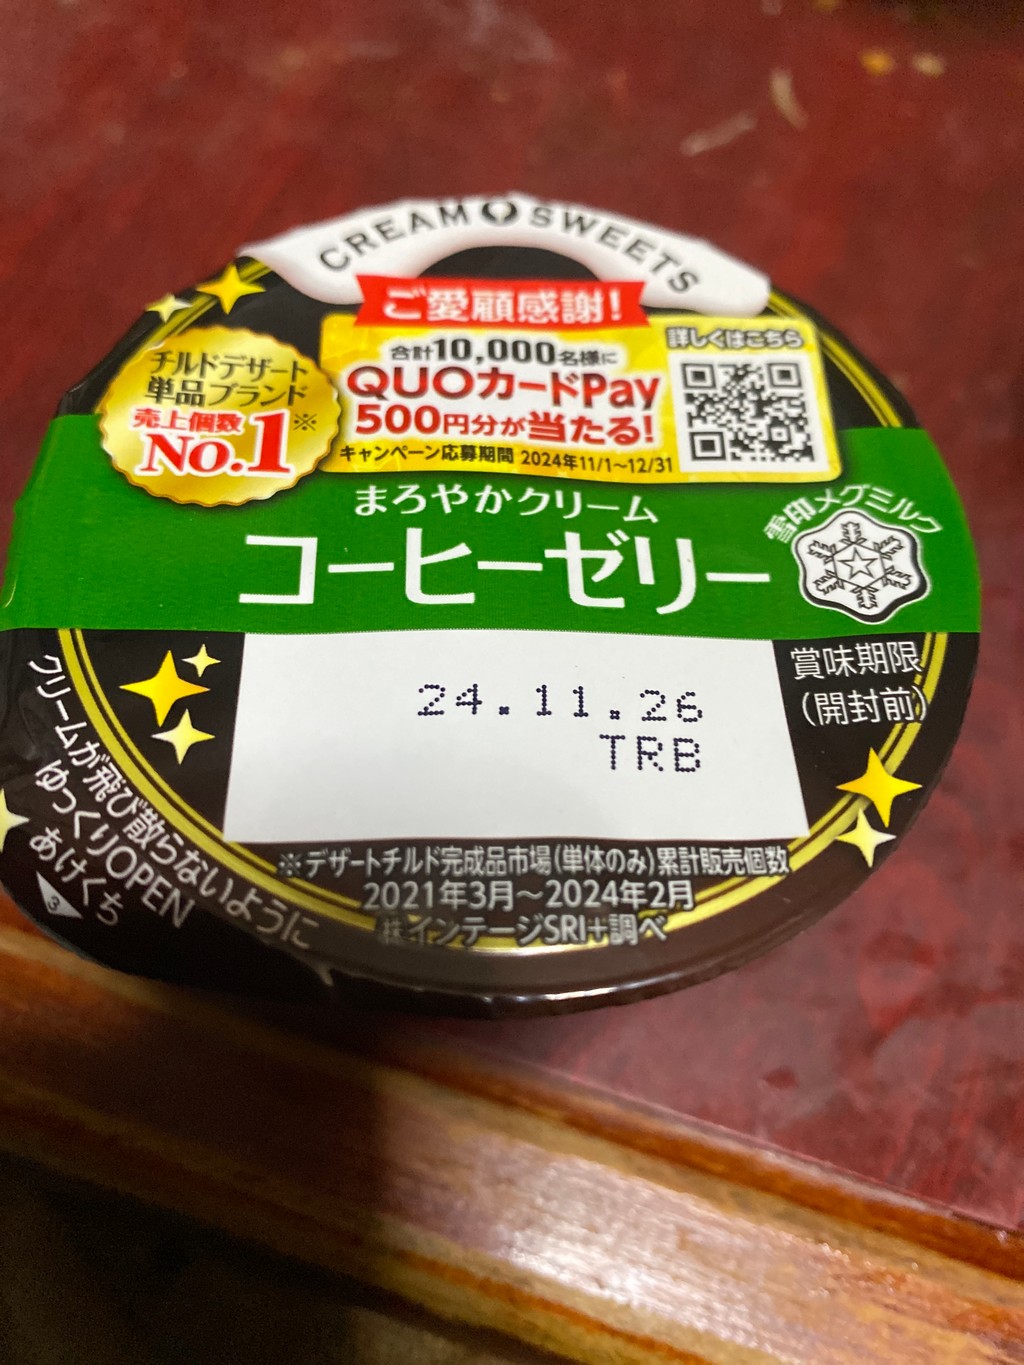 CREAM SWEETS
ご愛顧感謝!
チルドデザート
単品ブランド
売上個数
No.1※
合計10,000名様に
QUOカードPay
500円分が当たる!
キャンペーン応募期間 2024年11/1~12/31
詳しくはこちら
まろやかクリーム
コーヒーゼリー
雪印メグミルク
24.11.26
TRB
賞味期限
(開封前)
クリームが飛び散らないように
ゆっくりOPEN
あけくち
3
※デザートチルド完成品市場(単体のみ)累計販売個数
2021年3月~2024年2月
㈱インテージSRI+調べ